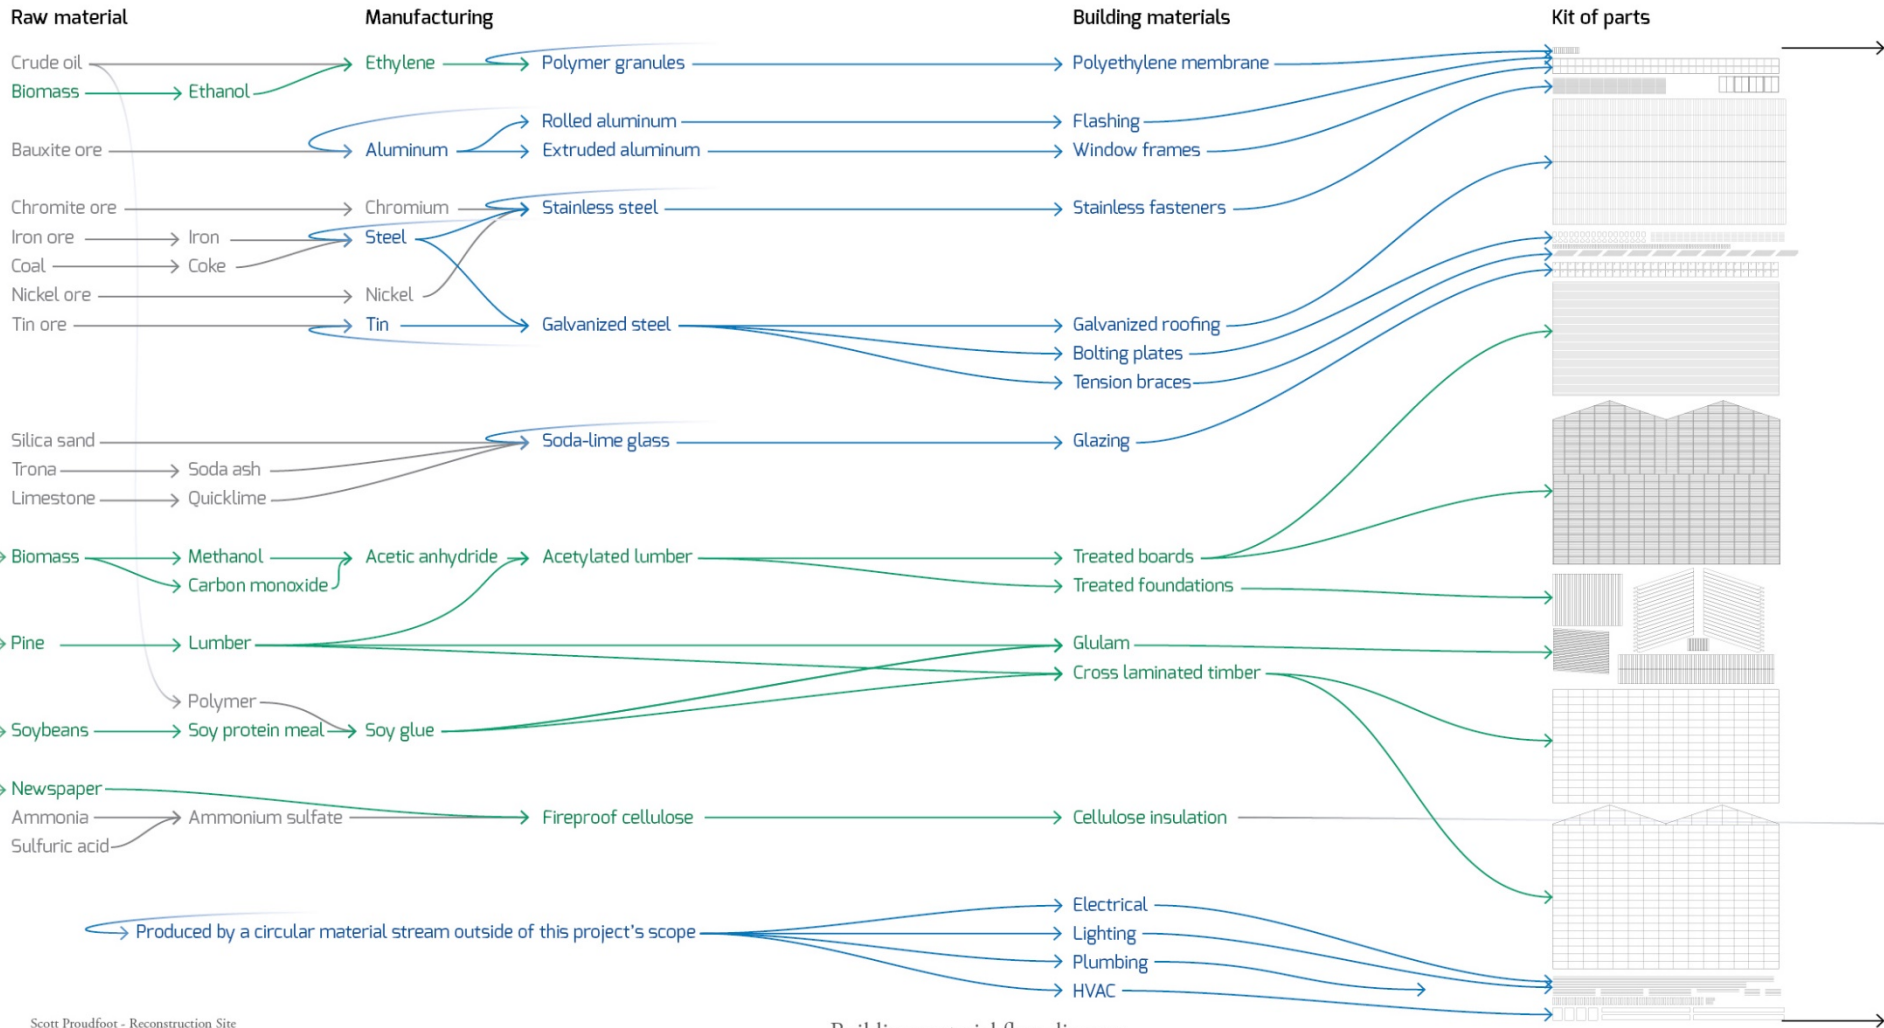 Raw material Manufacturing Building materials Kit of parts
Crude oil Ethylene Polymer granules Polyethylene membrane
Biomass Ethanol
Rolled aluminum Flashing
Bauxite ore Aluminum Extruded aluminum Window frames
Chromite ore Chromium Stainless steel Stainless fasteners
Iron ore Iron Steel
Coal Coke
Nickel ore Nickel
Tin ore Tin Galvanized steel Galvanized roofing
Bolting plates
Tension braces
Silica sand Soda-lime glass Glazing
Trona Soda ash
Limestone Quicklime
Biomass Methanol Acetic anhydride Acetylated lumber Treated boards
Carbon monoxide Treated foundations
Pine Lumber Glulam
Cross laminated timber
Polymer
Soybeans Soy protein meal Soy glue
Newspaper
Ammonia Ammonium sulfate Fireproof cellulose Cellulose insulation
Sulfuric acid
Electrical
Produced by a circular material stream outside of this project's scope Lighting
Plumbing
HVAC
Scott Proudfoot - Reconstruction Site